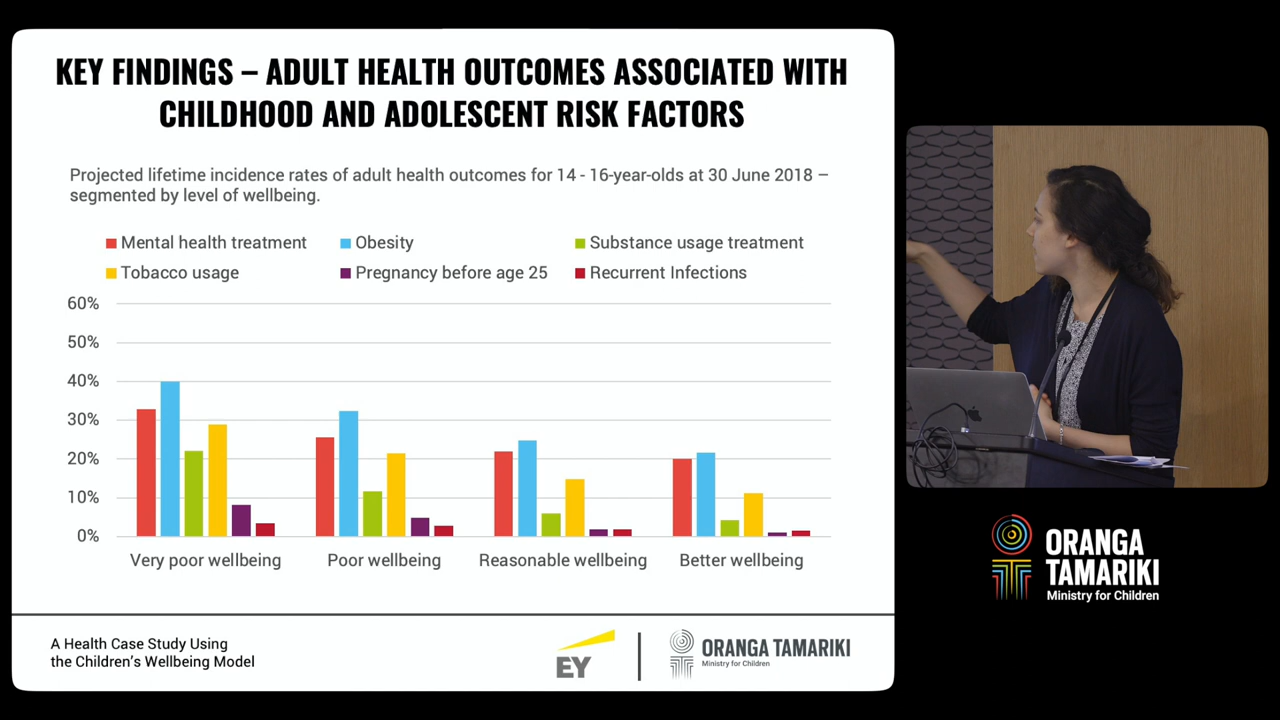 KEY FINDINGS – ADULT HEALTH OUTCOMES ASSOCIATED WITH
CHILDHOOD AND ADOLESCENT RISK FACTORS
Projected lifetime incidence rates of adult health outcomes for 14 - 16-year-olds at 30 June 2018 –
segmented by level of wellbeing.
Mental health treatment
Obesity
Substance usage treatment
Tobacco usage
Pregnancy before age 25
Recurrent Infections
60%
50%
40%
30%
20%
10%
0%
Very poor wellbeing
Poor wellbeing
Reasonable wellbeing
Better wellbeing
A Health Case Study Using
the Children's Wellbeing Model
EY
ORANGA TAMARIKI
Ministry for Children
ORANGA
TAMARIKI
Ministry for Children